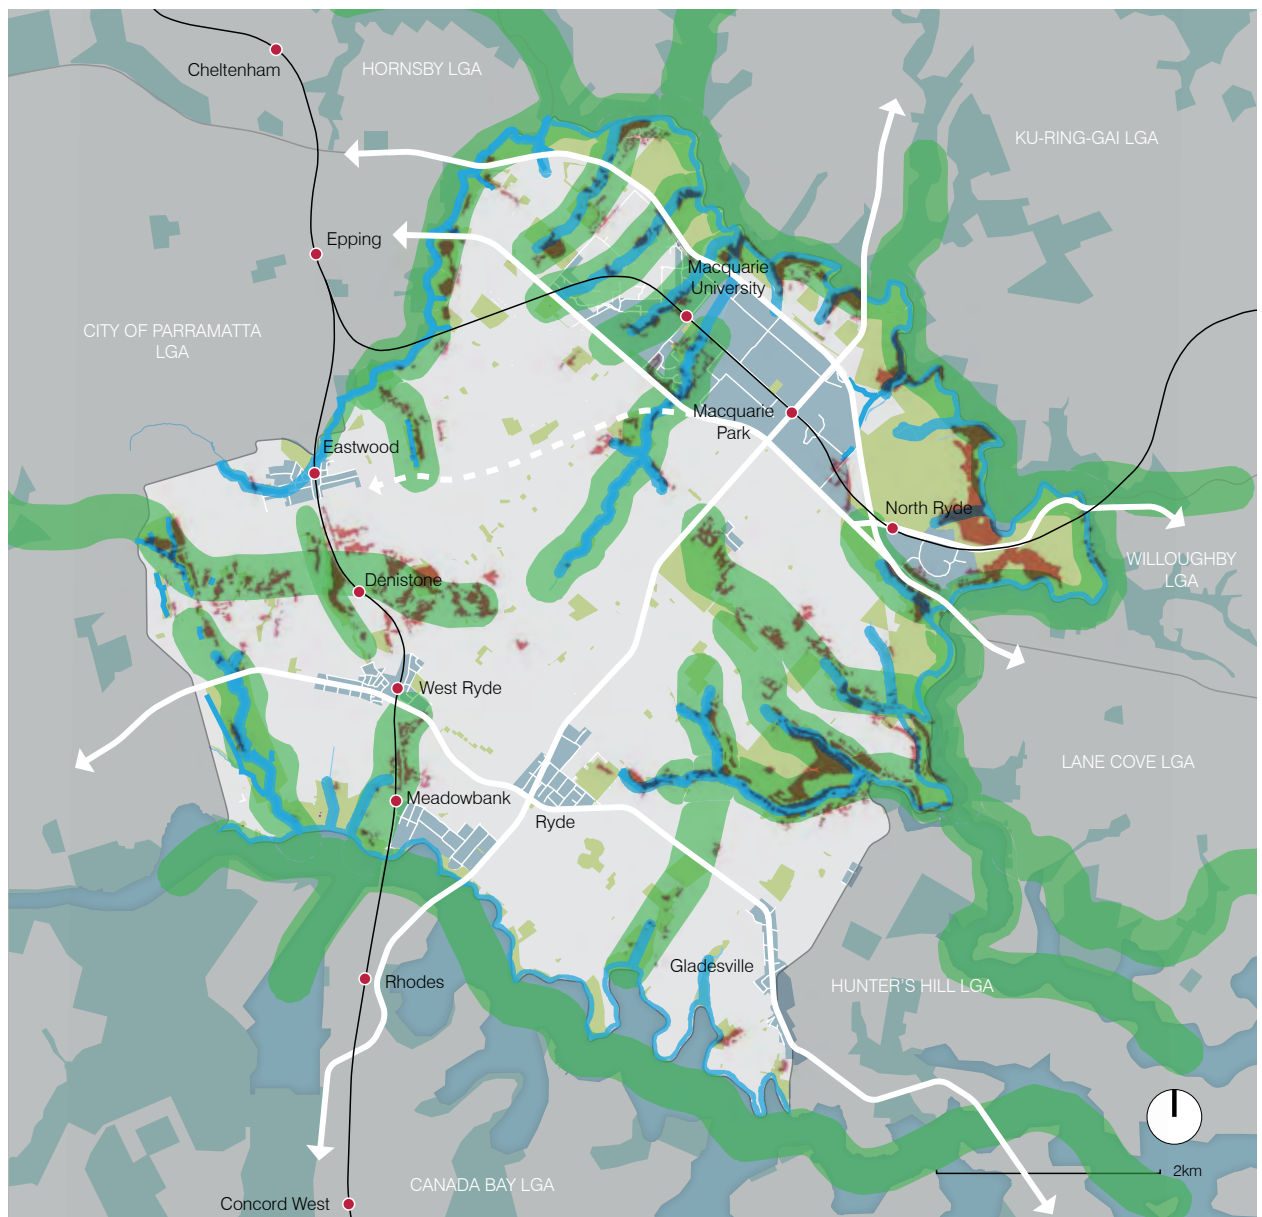 Cheltenham
HORNSBY LGA
KU-RING-GAI LGA
Epping
Macquarie
University
CITY OF PARRAMATTA
LGA
Macquarie
Park
Eastwood
North Ryde
WILLOUGHBY
LGA
Denistone
West Ryde
LANE COVE LGA
Meadowbank
Ryde
Gladesville
Rhodes
HUNTER'S HILL LGA
2km
CANADA BAY LGA
Concord West